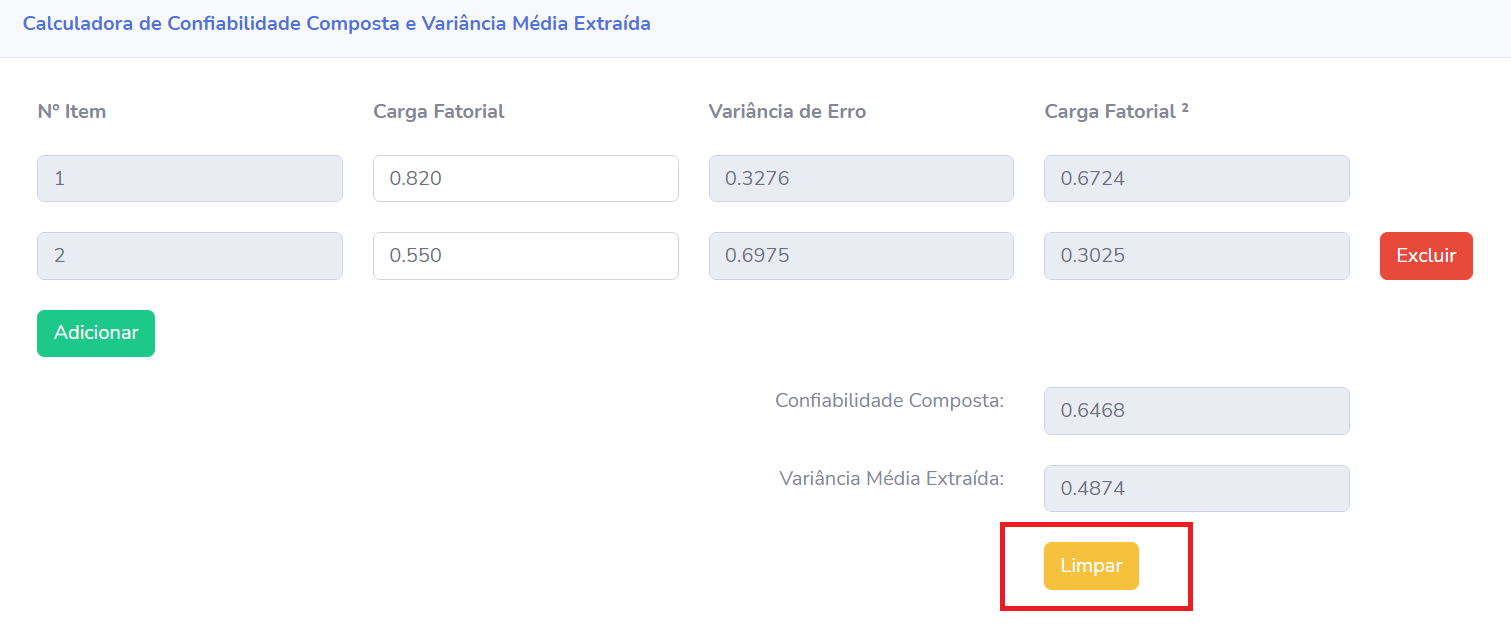 Calculadora de Confiabilidade Composta e Variância Média Extraída
Nº Item Carga Fatorial Variância de Erro Carga Fatorial ²
1 0.820 0.3276 0.6724
2 0.550 0.6975 0.3025 Excluir
Adicionar
Confiabilidade Composta: 0.6468
Variância Média Extraída: 0.4874
Limpar